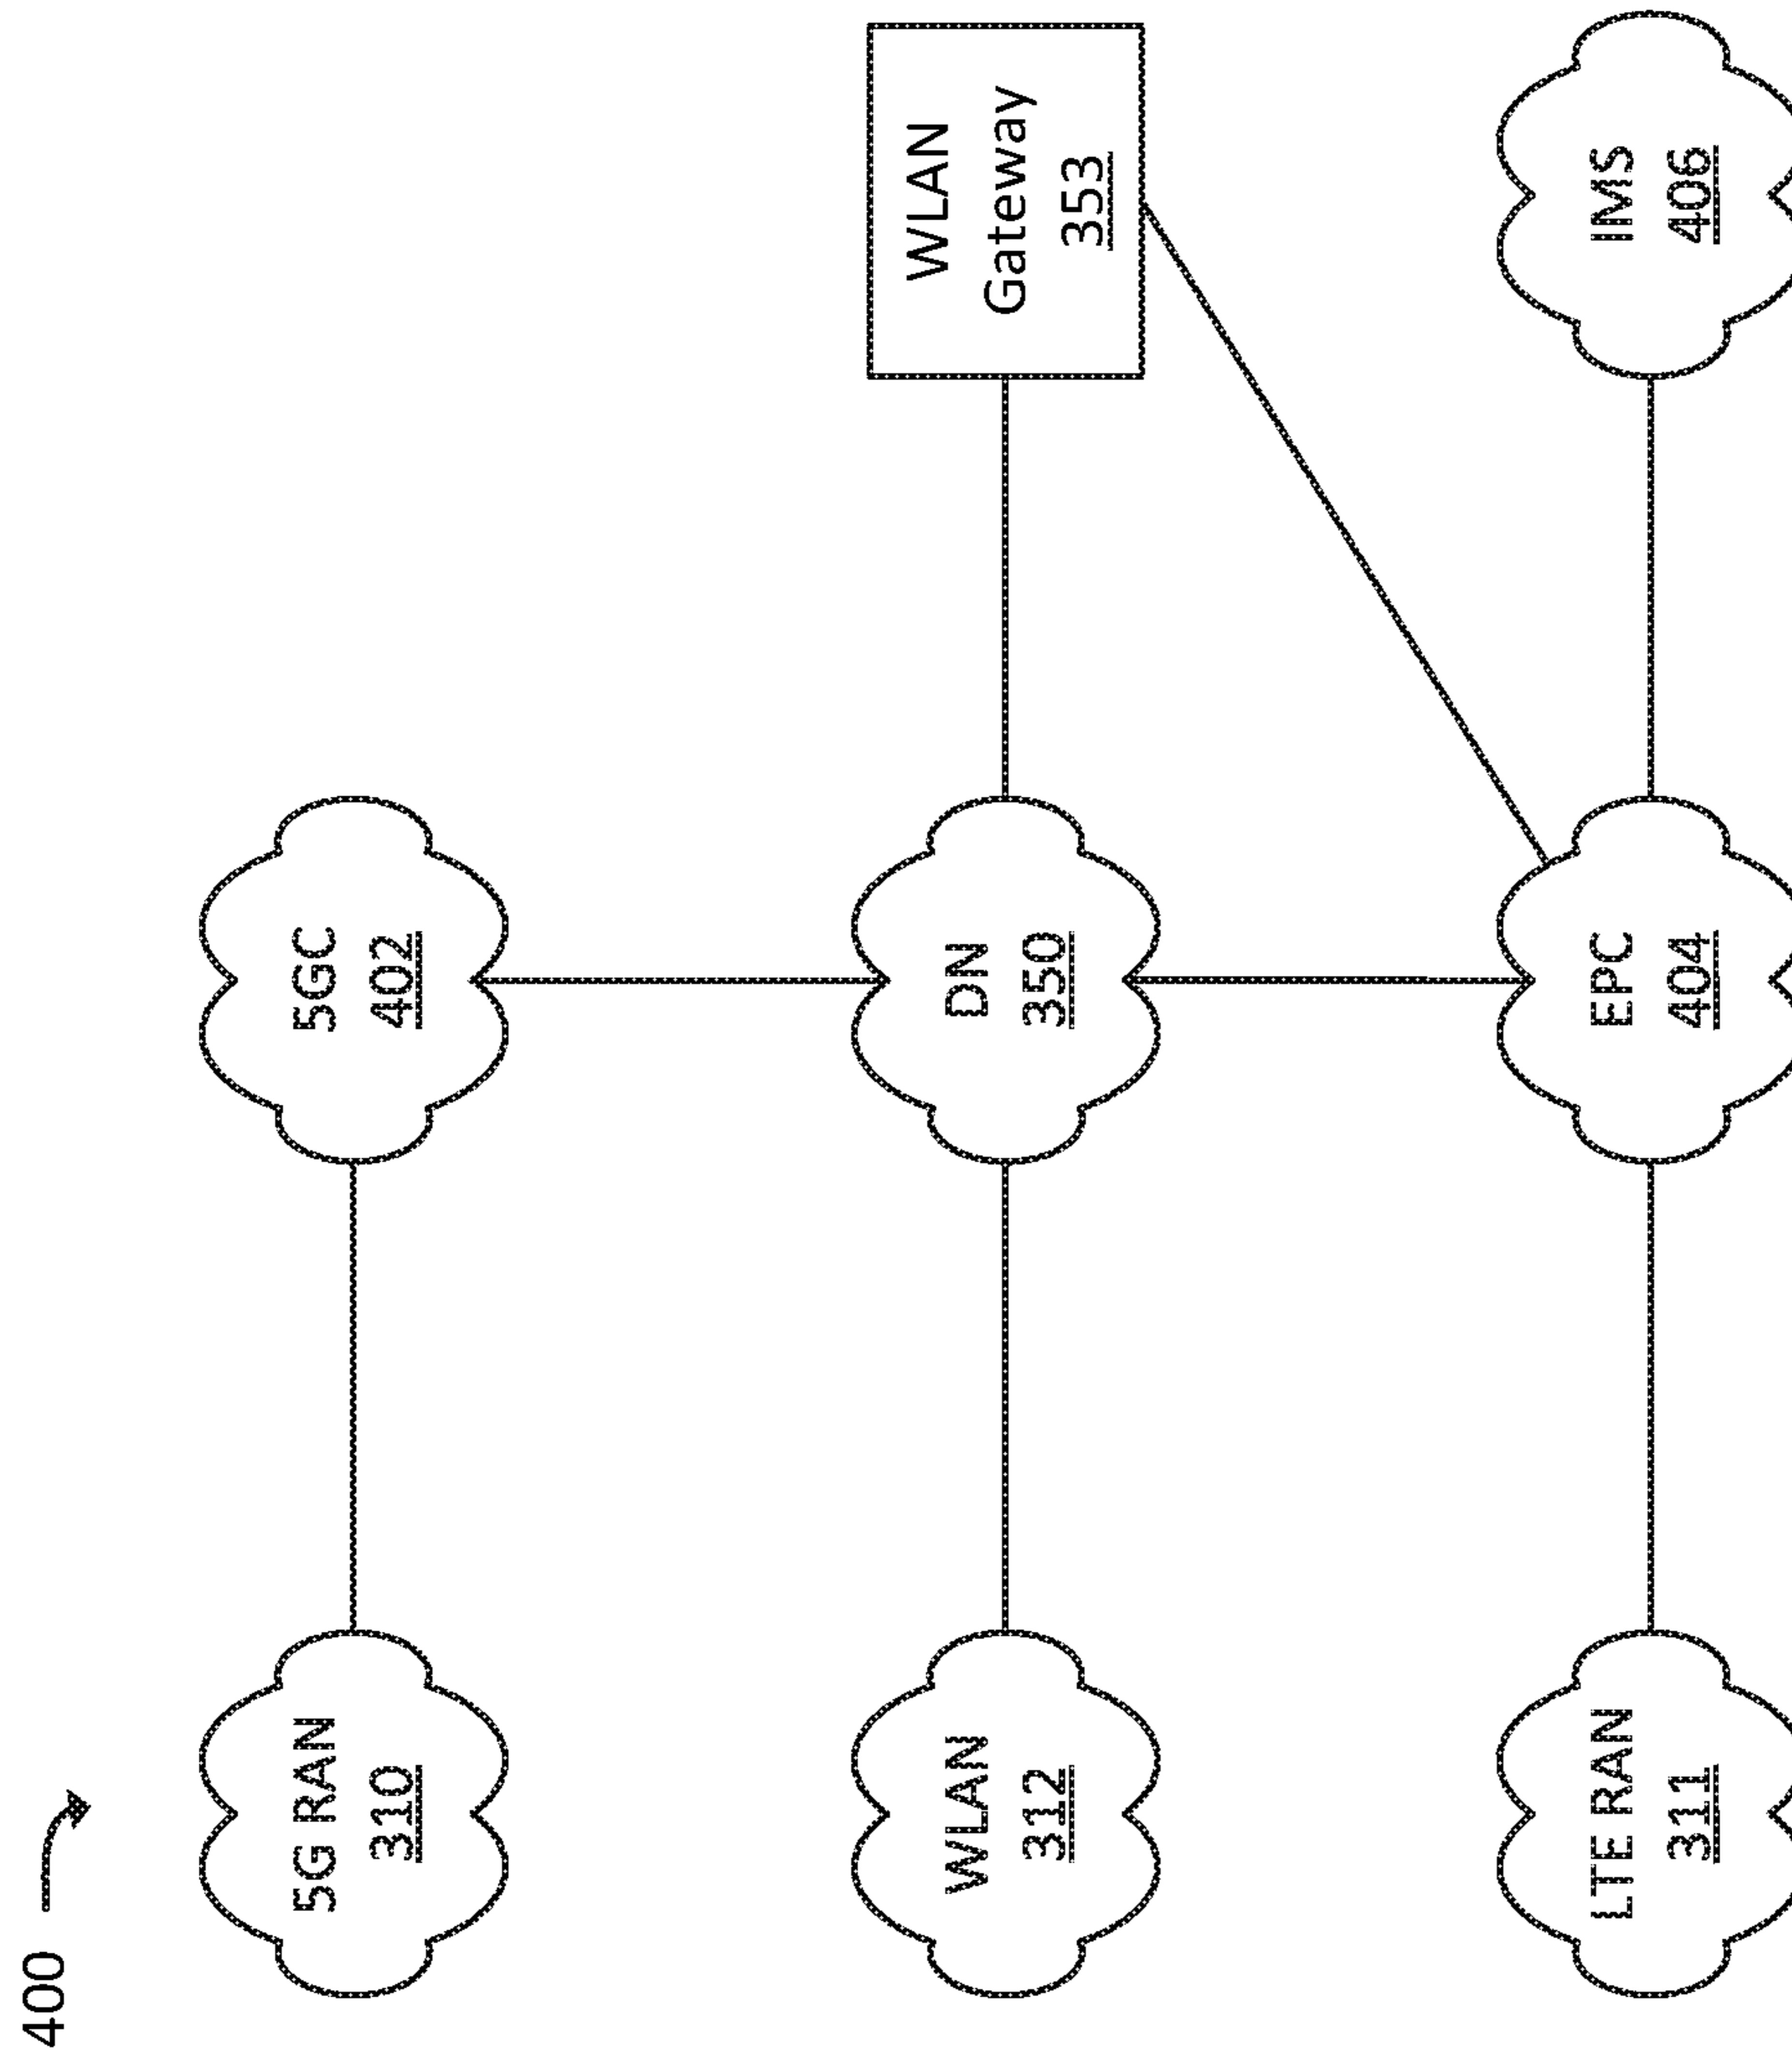 400
5G RAN
310
5GC
402
WLAN
312
DN
350
WLAN
Gateway
353
LTE RAN
311
EPC
404
IMS
406